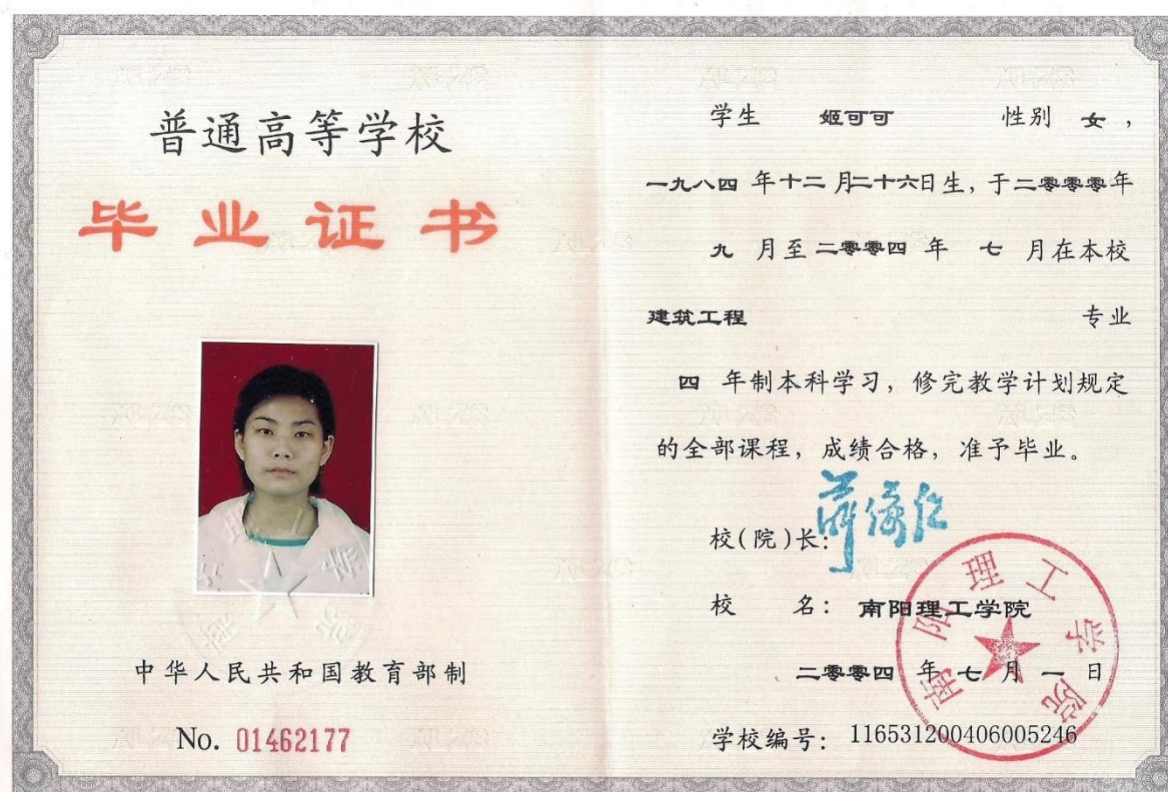 普通高等学校
毕业证书
中华人民共和国教育部制
No. 01462177
学生 姬可可 性别 女，
一九八四 年十二 月二十六日生，于二零零零年
九 月至二零零四 年 七 月在本校
建筑工程 专业
四 年制本科学习，修完教学计划规定
的全部课程，成绩合格，准予毕业。
校(院)长：
校 名：南阳理工学院
二零零四 年 七 月 一 日
学校编号：116531200406005246
南阳理工学院